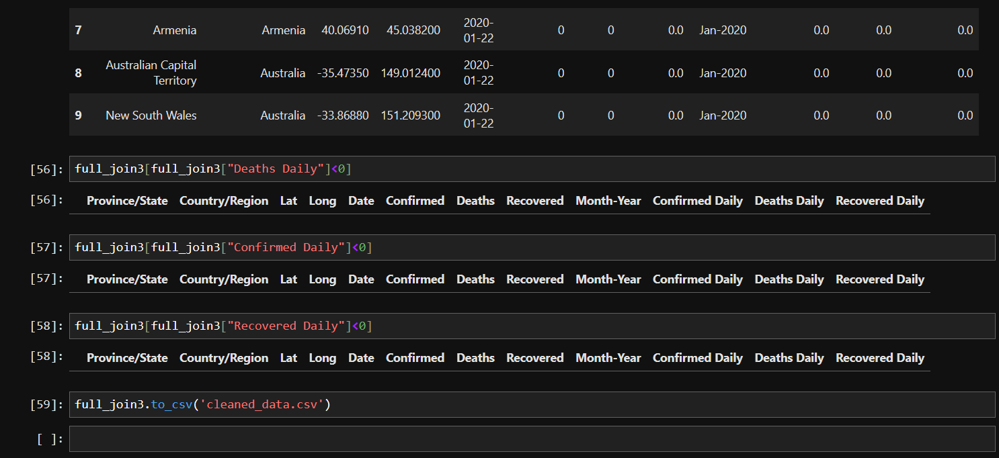 7 Armenia Armenia 40.06910 45.038200 2020-01-22 0 0 0.0 Jan-2020 0.0 0.0 0.0
8 Australian Capital Territory Australia -35.47350 149.012400 2020-01-22 0 0 0.0 Jan-2020 0.0 0.0 0.0
9 New South Wales Australia -33.86880 151.209300 2020-01-22 0 0 0.0 Jan-2020 0.0 0.0 0.0
[56]: full_join3[full_join3["Deaths Daily"]<0]
[56]: Province/State Country/Region Lat Long Date Confirmed Deaths Recovered Month-Year Confirmed Daily Deaths Daily Recovered Daily
[57]: full_join3[full_join3["Confirmed Daily"]<0]
[57]: Province/State Country/Region Lat Long Date Confirmed Deaths Recovered Month-Year Confirmed Daily Deaths Daily Recovered Daily
[58]: full_join3[full_join3["Recovered Daily"]<0]
[58]: Province/State Country/Region Lat Long Date Confirmed Deaths Recovered Month-Year Confirmed Daily Deaths Daily Recovered Daily
[59]: full_join3.to_csv('cleaned_data.csv')
[ ]: